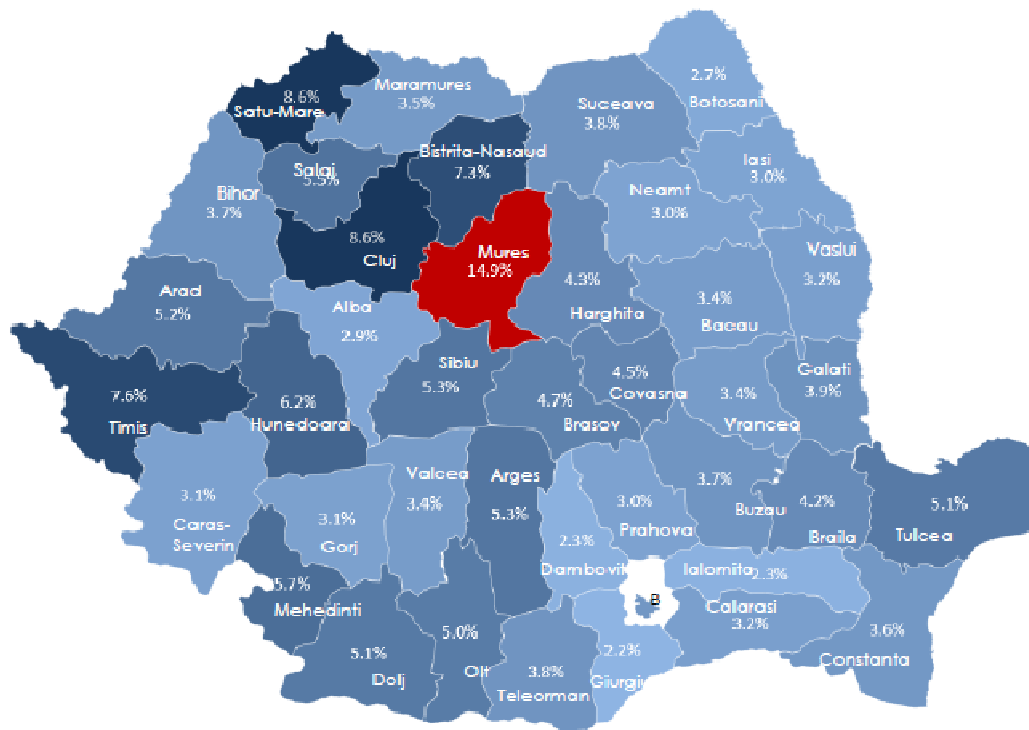 2.7%
Botosani
Maramures
3.5%
8.6%
Satu-Mare
Suceava
3.8%
Bistrita-Nasaud
7.3%
Salaj
Iasi
3.0%
Bihor
3.7%
Neamt
3.0%
8.6%
Cluj
Mures
14.9%
Vaslui
3.2%
Arad
5.2%
4.3%
Harghita
3.4%
Bacau
Alba
2.9%
Sibiu
5.3%
4.5%
Covasna
Galati
3.9%
7.6%
Timis
6.2%
Hunedoara
4.7%
Brasov
3.4%
Vrancea
Valcea
3.4%
Arges
5.3%
3.1%
Caras-
Severin
3.1%
Gorj
3.0%
Prahova
3.7%
Buzau
4.2%
Braila
5.1%
Tulcea
2.3%
Dambovit
Ialomita
2.3%
B
5.7%
Mehedinti
Calarasi
3.2%
5.1%
Dolj
5.0%
Olt
3.8%
Teleorman
2.2%
Giurgiu
3.6%
Constanta